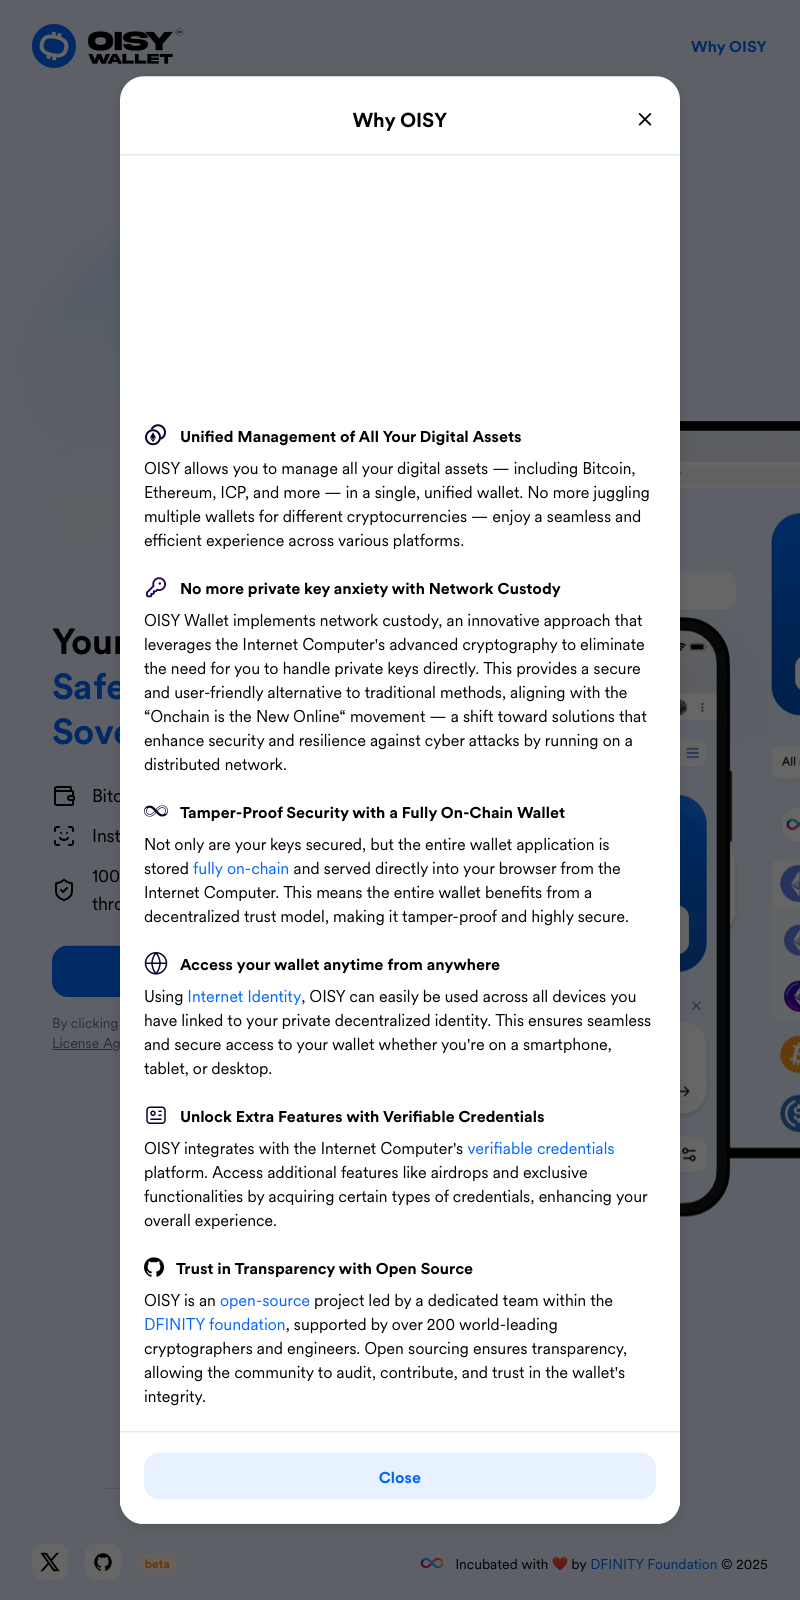 OISY
WALLET
Why OISY
Why OISY
Unified Management of All Your Digital Assets
OISY allows you to manage all your digital assets — including Bitcoin,
Ethereum, ICP, and more — in a single, unified wallet. No more juggling
multiple wallets for different cryptocurrencies — enjoy a seamless and
efficient experience across various platforms.
No more private key anxiety with Network Custody
OISY Wallet implements network custody, an innovative approach that
leverages the Internet Computer's advanced cryptography to eliminate
the need for you to handle private keys directly. This provides a secure
and user-friendly alternative to traditional methods, aligning with the
“Onchain is the New Online“ movement — a shift toward solutions that
enhance security and resilience against cyber attacks by running on a
distributed network.
Tamper-Proof Security with a Fully On-Chain Wallet
Not only are your keys secured, but the entire wallet application is
stored fully on-chain and served directly into your browser from the
Internet Computer. This means the entire wallet benefits from a
decentralized trust model, making it tamper-proof and highly secure.
Access your wallet anytime from anywhere
Using Internet Identity, OISY can easily be used across all devices you
have linked to your private decentralized identity. This ensures seamless
and secure access to your wallet whether you're on a smartphone,
tablet, or desktop.
Unlock Extra Features with Verifiable Credentials
OISY integrates with the Internet Computer's verifiable credentials
platform. Access additional features like airdrops and exclusive
functionalities by acquiring certain types of credentials, enhancing your
overall experience.
Trust in Transparency with Open Source
OISY is an open-source project led by a dedicated team within the
DFINITY foundation, supported by over 200 world-leading
cryptographers and engineers. Open sourcing ensures transparency,
allowing the community to audit, contribute, and trust in the wallet's
integrity.
Close
Your
Safe
Sove
Bitc
Inst
100
thro
By clicking
License Ag
All
beta
Incubated with ❤️ by DFINITY Foundation © 2025